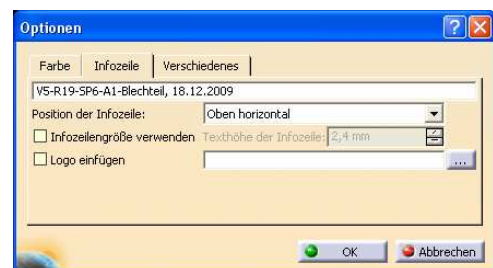 Optionen
Farbe Infozeile Verschiedenes
V5-R19-SP6-A1-Blechteil, 18.12.2009
Position der Infozeile: Oben horizontal
Infozeilengröße verwenden Texthöhe der Infozeile: 2,4 mm
Logo einfügen ...
OK Abbrechen